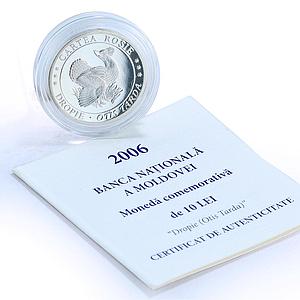 CARTEA ROȘIE
DROPIE - OTIS TARDA
2006
BANCA NAȚIONALĂ
A MOLDOVEI
Monedă comemorativă
de 10 LEI
"Dropie (Otis Tarda)"
CERTIFICAT DE AUTENTICITATE